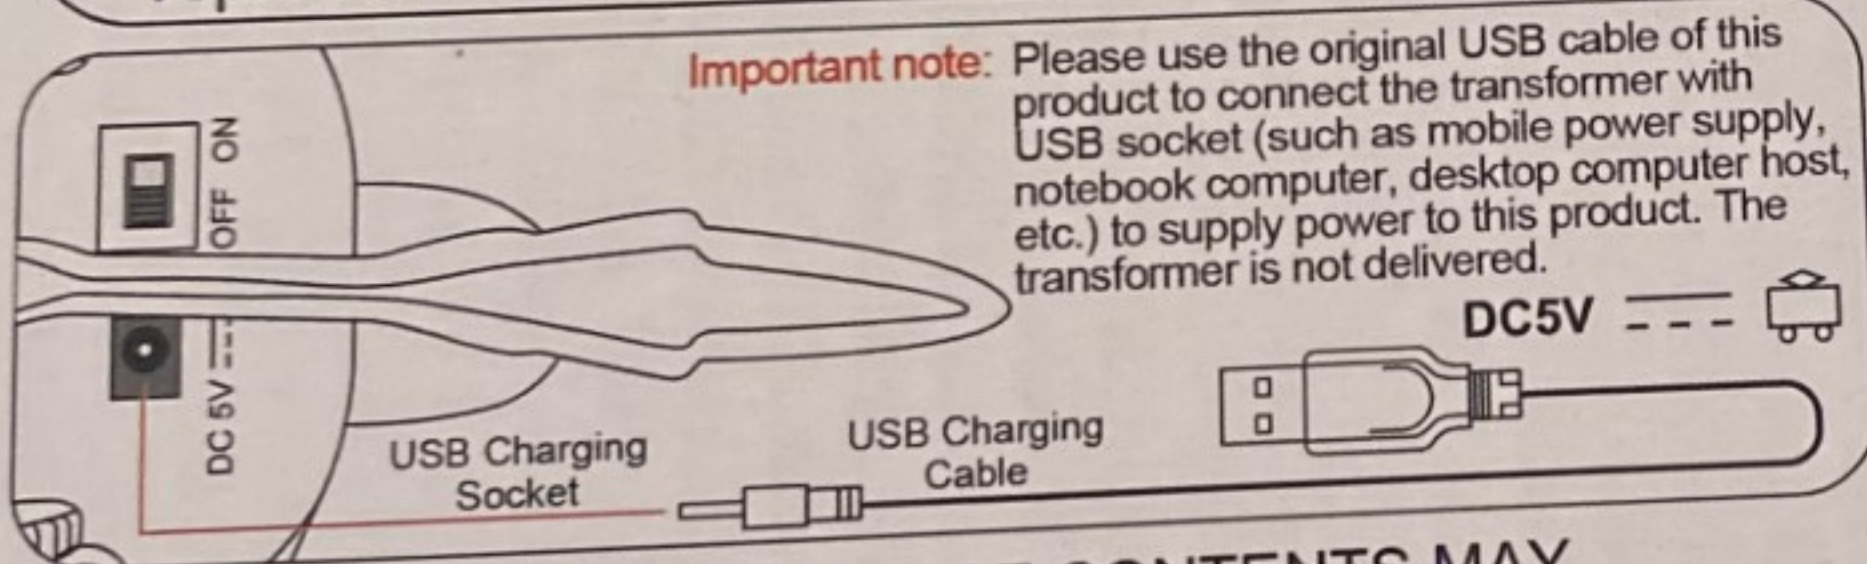 Important note: Please use the original USB cable of this
product to connect the transformer with
USB socket (such as mobile power supply,
notebook computer, desktop computer host,
etc.) to supply power to this product. The
transformer is not delivered.
OFF ON
DC 5V
DC5V
USB Charging
Socket
USB Charging
Cable
CONTENTS MAY